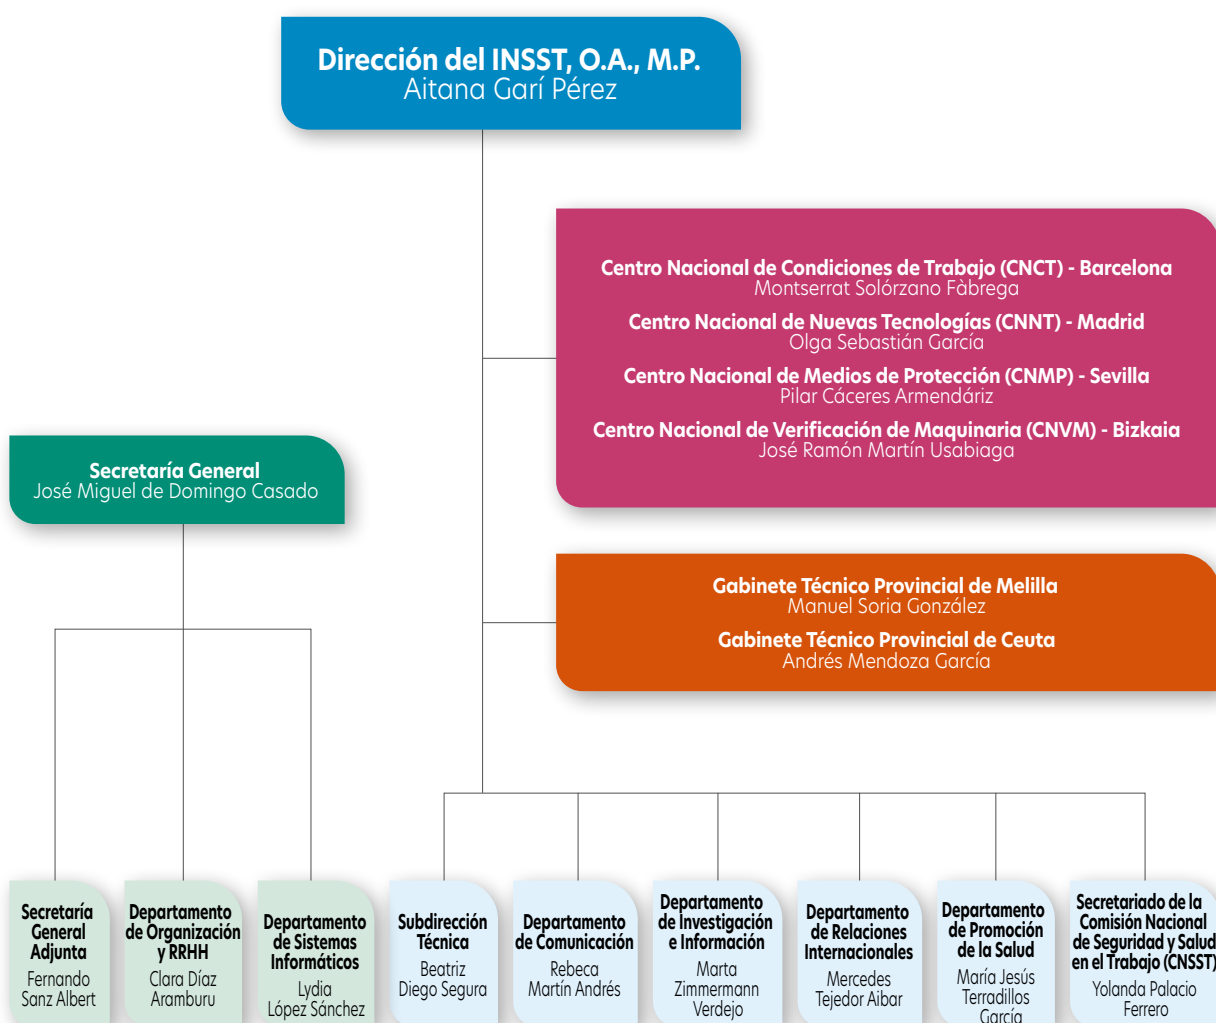 Dirección del INSST, O.A., M.P.
Aitana Garí Pérez
Centro Nacional de Condiciones de Trabajo (CNCT) - Barcelona
Montserrat Solórzano Fàbrega
Centro Nacional de Nuevas Tecnologías (CNNT) - Madrid
Olga Sebastián García
Centro Nacional de Medios de Protección (CNMP) - Sevilla
Pilar Cáceres Armendáriz
Centro Nacional de Verificación de Maquinaria (CNVM) - Bizkaia
José Ramón Martín Usabiaga
Secretaría General
José Miguel de Domingo Casado
Gabinete Técnico Provincial de Melilla
Manuel Soria González
Gabinete Técnico Provincial de Ceuta
Andrés Mendoza García
Secretaría
General
Adjunta
Fernando
Sanz Albert
Departamento
de Organización
y RRHH
Clara Díaz
Aramburu
Departamento
de Sistemas
Informáticos
Lydia
López Sánchez
Subdirección
Técnica
Beatriz
Diego Segura
Departamento
de Comunicación
Rebeca
Martín Andrés
Departamento
de Investigación
e Información
Marta
Zimmermann
Verdejo
Departamento
de Relaciones
Internacionales
Mercedes
Tejedor Aibar
Departamento
de Promoción
de la Salud
María Jesús
Terradillos
García
Secretariado de la
Comisión Nacional
de Seguridad y Salud
en el Trabajo (CNSST)
Yolanda Palacio
Ferrero